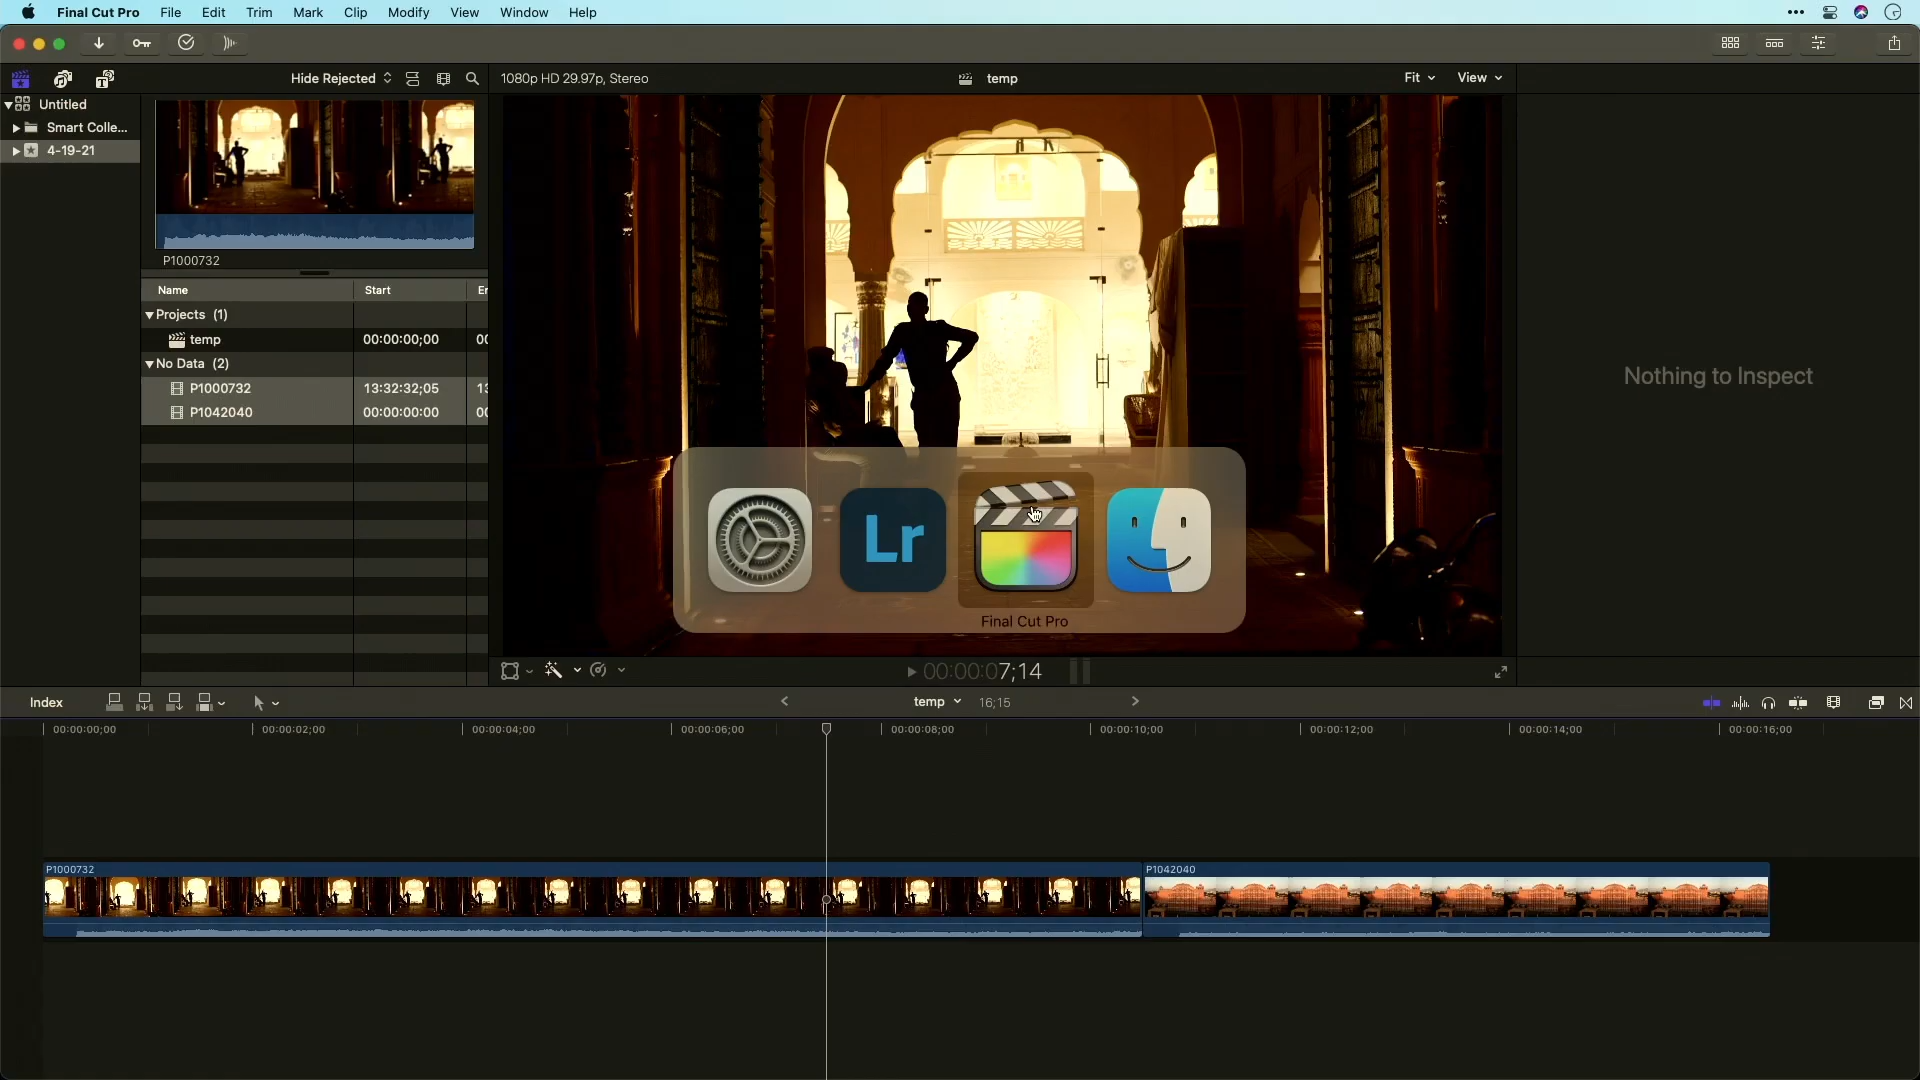 Final Cut Pro File Edit Trim Mark Clip Modify View Window Help
Hide Rejected
1080p HD 29.97p, Stereo
temp
Fit
View
Untitled
Smart Colle...
4-19-21
P1000732
Name Start
Projects (1)
temp 00:00:00;00
No Data (2)
P1000732 13:32:32;05
P1042040 00:00:00:00
Nothing to Inspect
Lr
Final Cut Pro
00:00:07;14
Index
temp 16;15
00:00:00;00 00:00:02;00 00:00:04;00 00:00:06;00 00:00:08;00 00:00:10;00 00:00:12;00 00:00:14;00 00:00:16;00
P1000732
P1042040